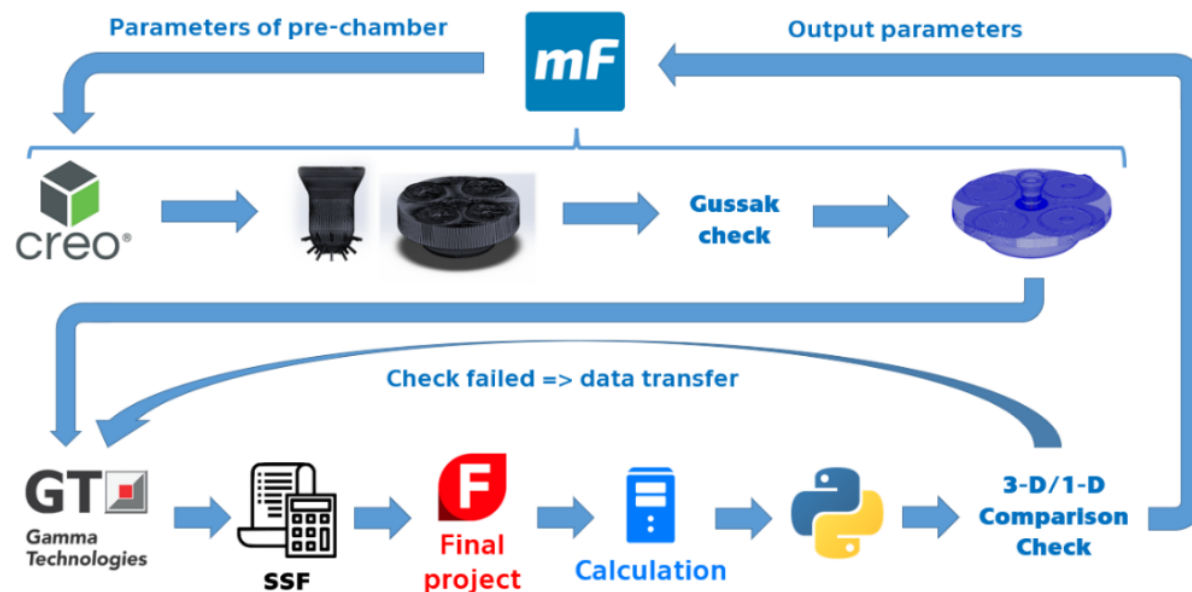 Parameters of pre-chamber
mF
Output parameters
creo®
Gussak
check
Check failed => data transfer
GT
Gamma
Technologies
SSF
F
Final
project
Calculation
3-D/1-D
Comparison
Check